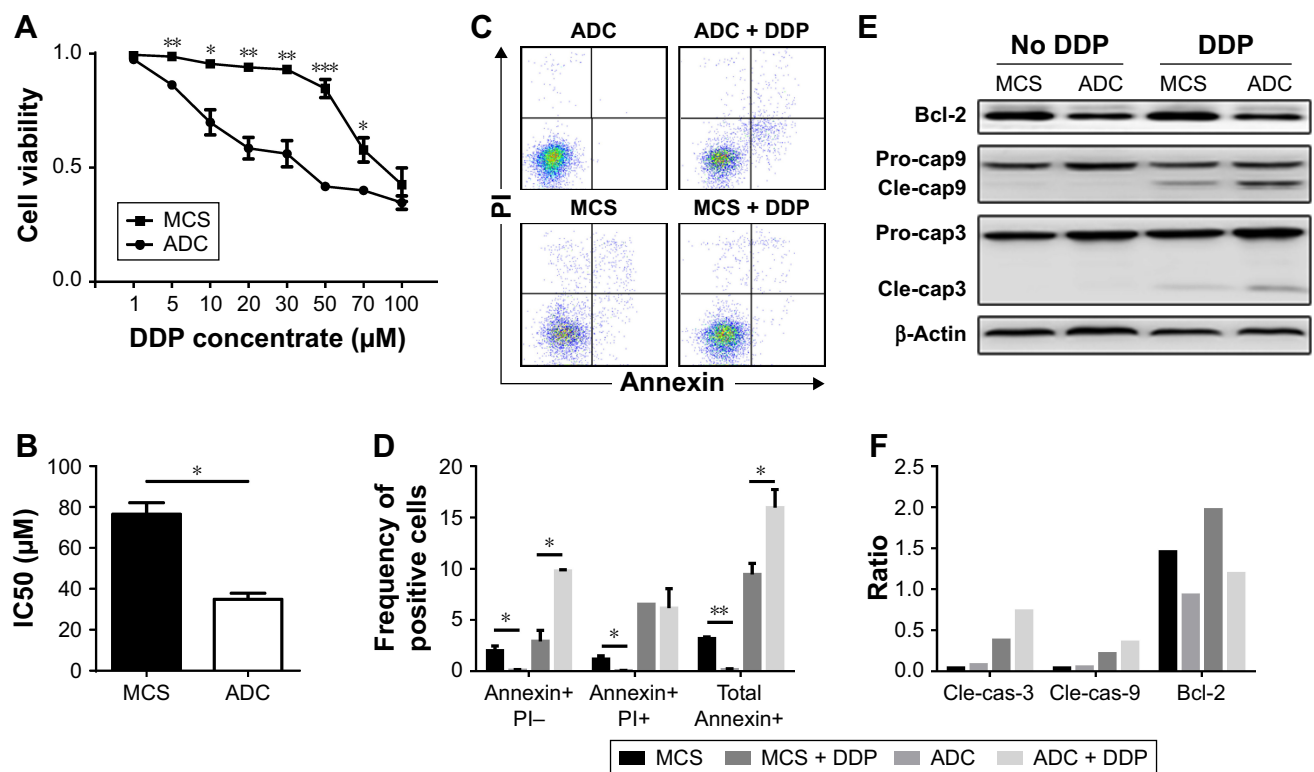 A
1.0
0.5
0.0
Cell viability
** * ** ** *** *
MCS
ADC
1 5 10 20 30 50 70 100
DDP concentrate (µM)
B
100
80
60
40
20
0
IC50 (µM)
*
MCS ADC
C
ADC ADC + DDP
MCS MCS + DDP
PI
Annexin
D
20
15
10
5
0
Frequency of
positive cells
* * * ** *
Annexin+ Annexin+ Total
PI– PI+ Annexin+
E
No DDP DDP
MCS ADC MCS ADC
Bcl-2
Pro-cap9
Cle-cap9
Pro-cap3
Cle-cap3
β-Actin
F
2.5
2.0
1.5
1.0
0.5
0.0
Ratio
Cle-cas-3 Cle-cas-9 Bcl-2
MCS MCS + DDP ADC ADC + DDP